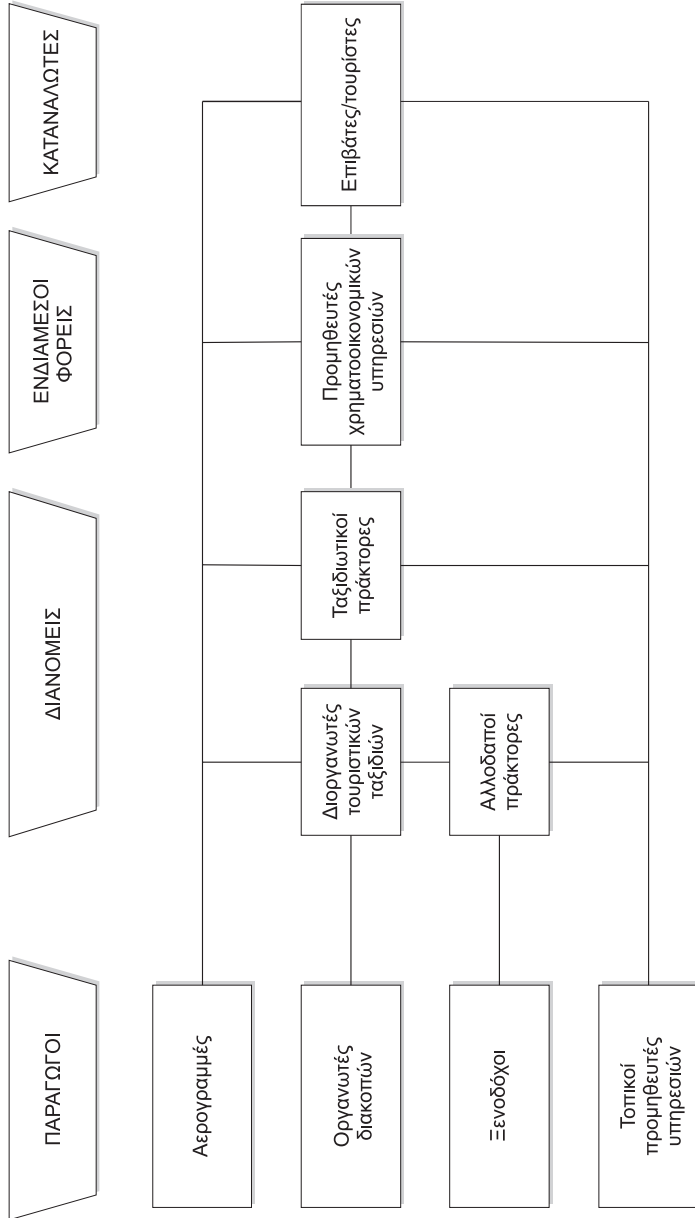 ΠΑΡΑΓΩΓΟΙ
ΔΙΑΝΟΜΕΙΣ
ΕΝΔΙΑΜΕΣΟΙ
ΦΟΡΕΙΣ
ΚΑΤΑΝΑΛΩΤΕΣ
Αερογραμμές
Οργανωτές
διακοπών
Διοργανωτές
τουριστικών
ταξιδιών
Ταξιδιωτικοί
πράκτορες
Προμηθευτές
χρηματοοικονομικών
υπηρεσιών
Επιβάτες/τουρίστες
Ξενοδόχοι
Αλλοδαποί
πράκτορες
Τοπικοί
προμηθευτές
υπηρεσιών